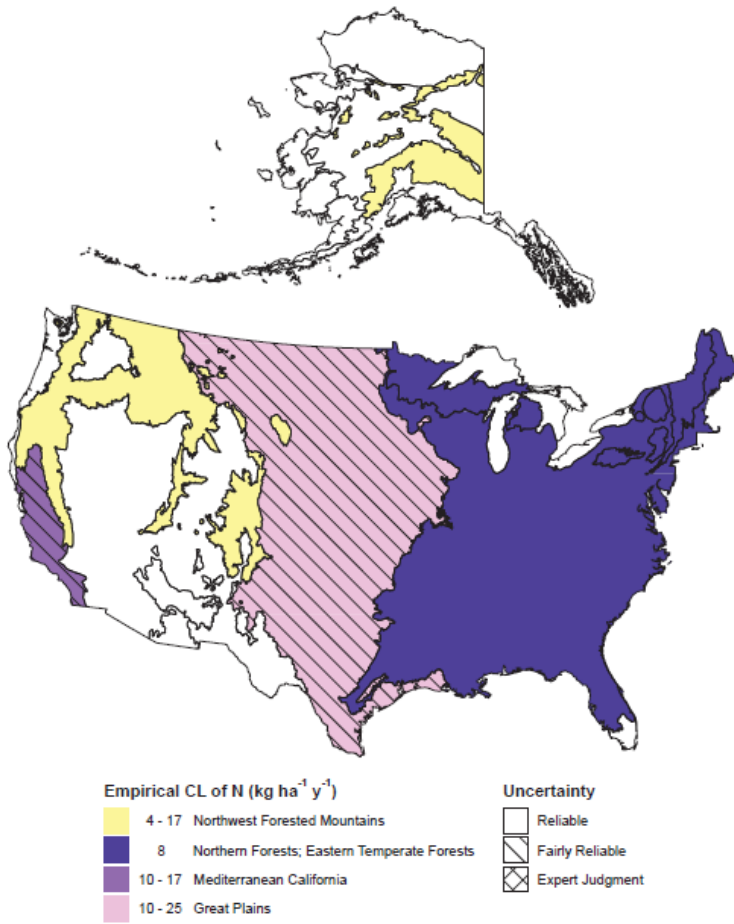 Empirical CL of N (kg ha⁻¹ y⁻¹)
4 - 17 Northwest Forested Mountains
8 Northern Forests; Eastern Temperate Forests
10 - 17 Mediterranean California
10 - 25 Great Plains
Uncertainty
Reliable
Fairly Reliable
Expert Judgment